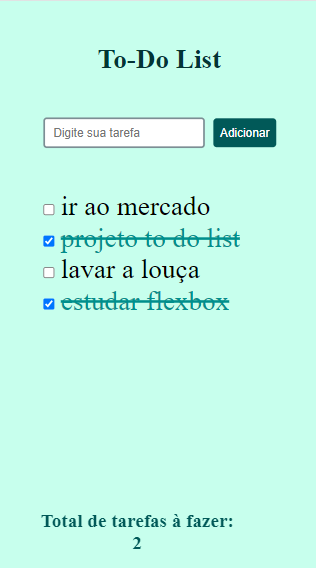 To-Do List
Digite sua tarefa
Adicionar
ir ao mercado
projeto to do list
lavar a louça
estudar flexbox
Total de tarefas à fazer:
2